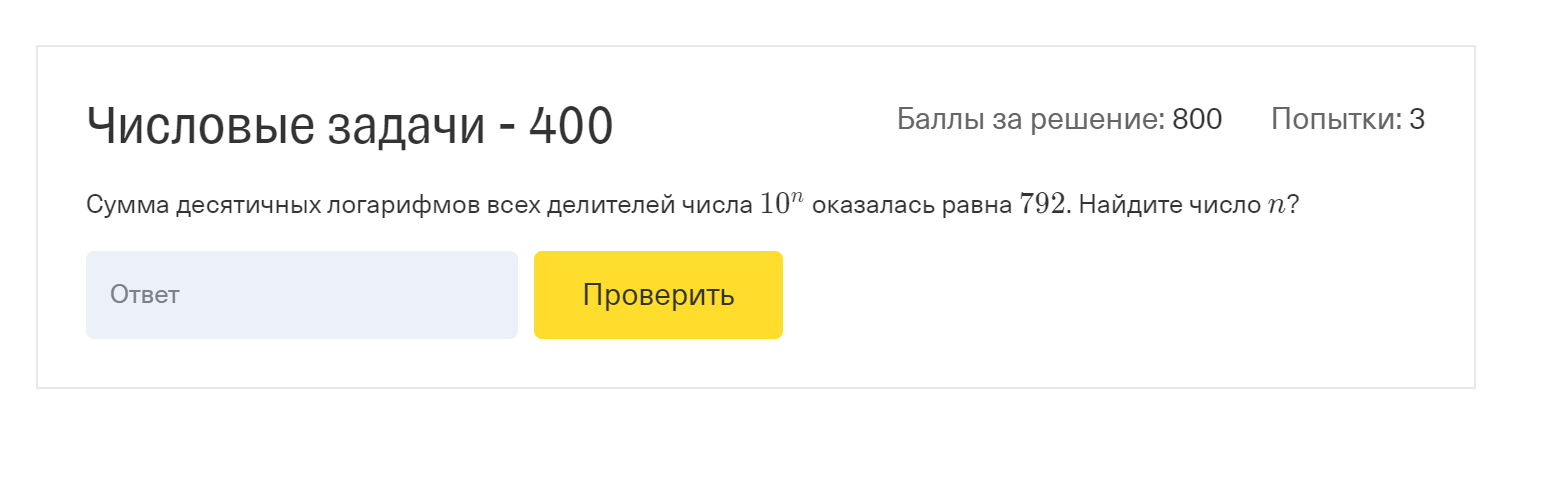 Числовые задачи - 400
Баллы за решение: 800 Попытки: 3
Сумма десятичных логарифмов всех делителей числа 10ⁿ оказалась равна 792. Найдите число n?
Ответ
Проверить